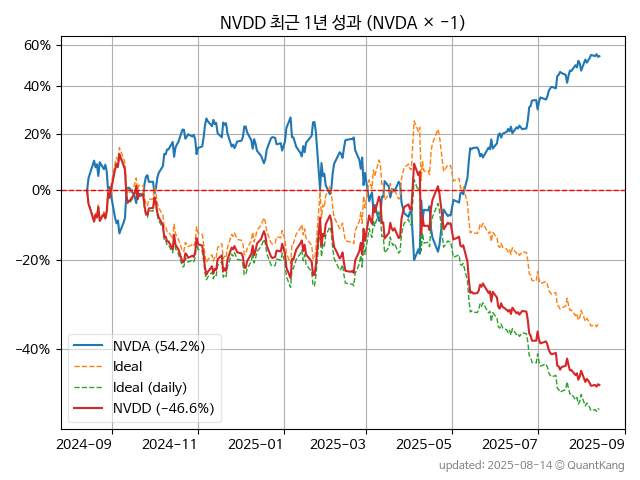 NVDD 최근 1년 성과 (NVDA × −1)
60%
40%
20%
0%
−20%
−40%
NVDA (54.2%)
Ideal
Ideal (daily)
NVDD (−46.6%)
2024-09 2024-11 2025-01 2025-03 2025-05 2025-07 2025-09
updated: 2025-08-14 © QuantKang